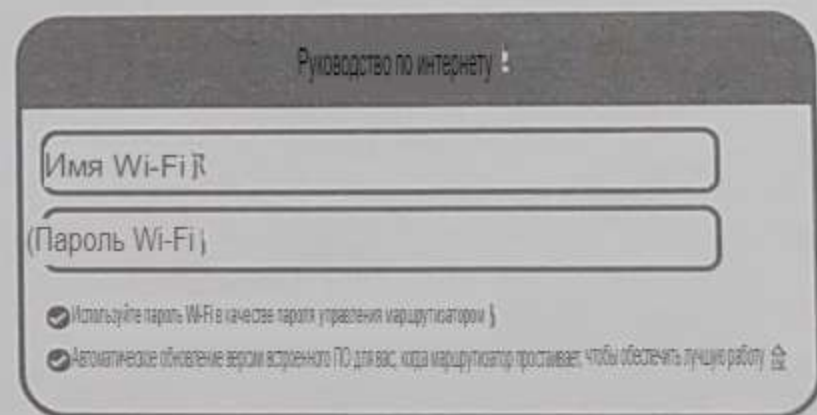 Руководство по интернету
Имя Wi-Fi
(Пароль Wi-Fi
Используйте пароль Wi-Fi в качестве пароля управления маршрутизатором
Автоматическое обновление версии встроенного ПО для вас, когда маршрутизатор простаивает, чтобы обеспечить лучшую работу